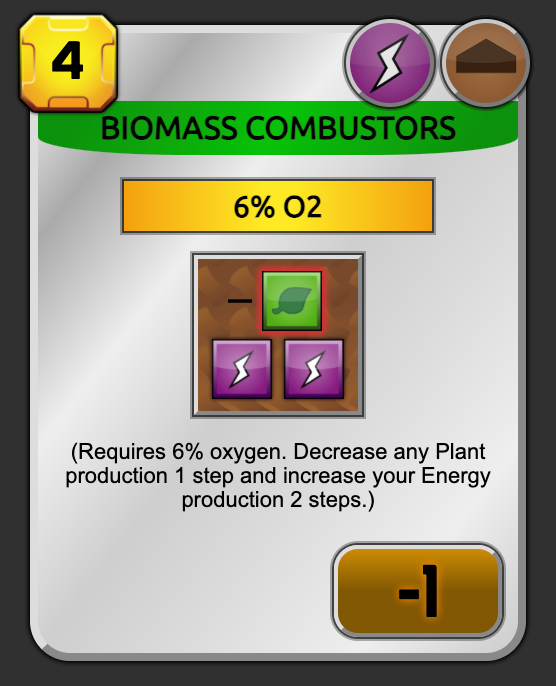 4
BIOMASS COMBUSTORS
6% O2
−
(Requires 6% oxygen. Decrease any Plant
production 1 step and increase your Energy
production 2 steps.)
-1